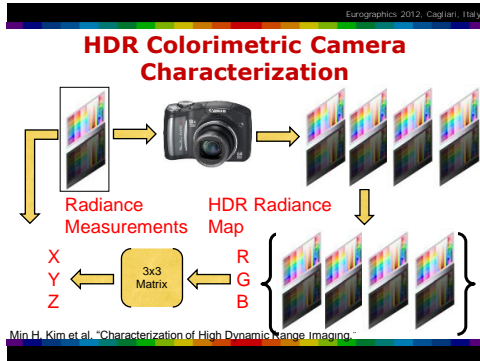 Eurographics 2012, Cagliari, Italy
HDR Colorimetric Camera
Characterization
Canon
Radiance
Measurements
HDR Radiance
Map
X
Y
Z
3x3
Matrix
R
G
B
Min H. Kim et al. "Characterization of High Dynamic Range Imaging,"